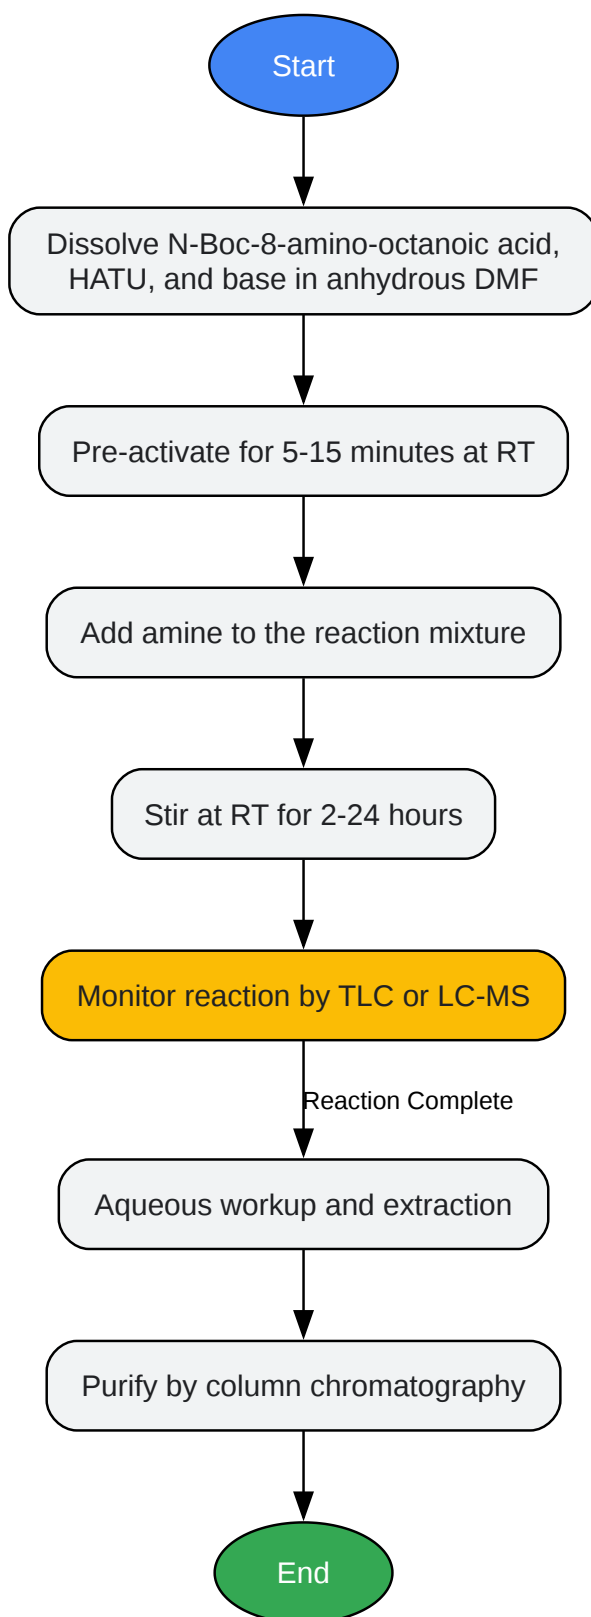 Start
Dissolve N-Boc-8-amino-octanoic acid,
HATU, and base in anhydrous DMF
Pre-activate for 5-15 minutes at RT
Add amine to the reaction mixture
Stir at RT for 2-24 hours
Monitor reaction by TLC or LC-MS
Reaction Complete
Aqueous workup and extraction
Purify by column chromatography
End